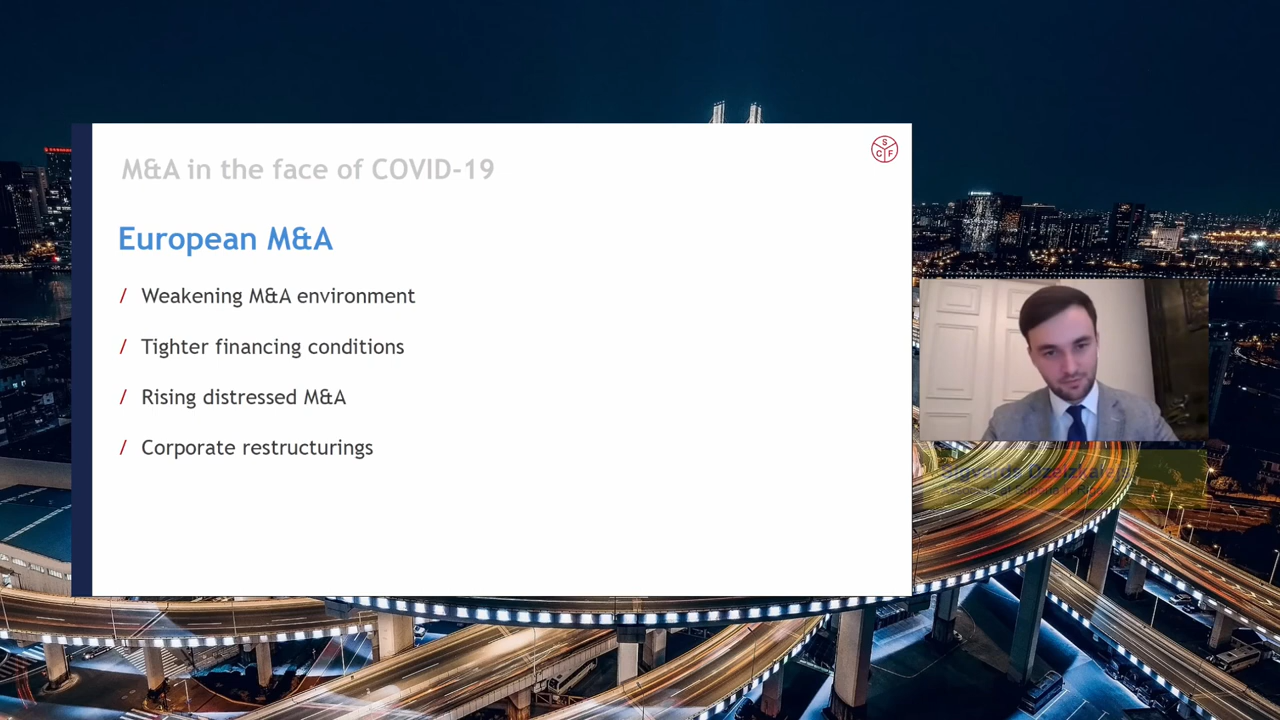 M&A in the face of COVID-19
S
C F
European M&A
/ Weakening M&A environment
/ Tighter financing conditions
/ Rising distressed M&A
/ Corporate restructurings